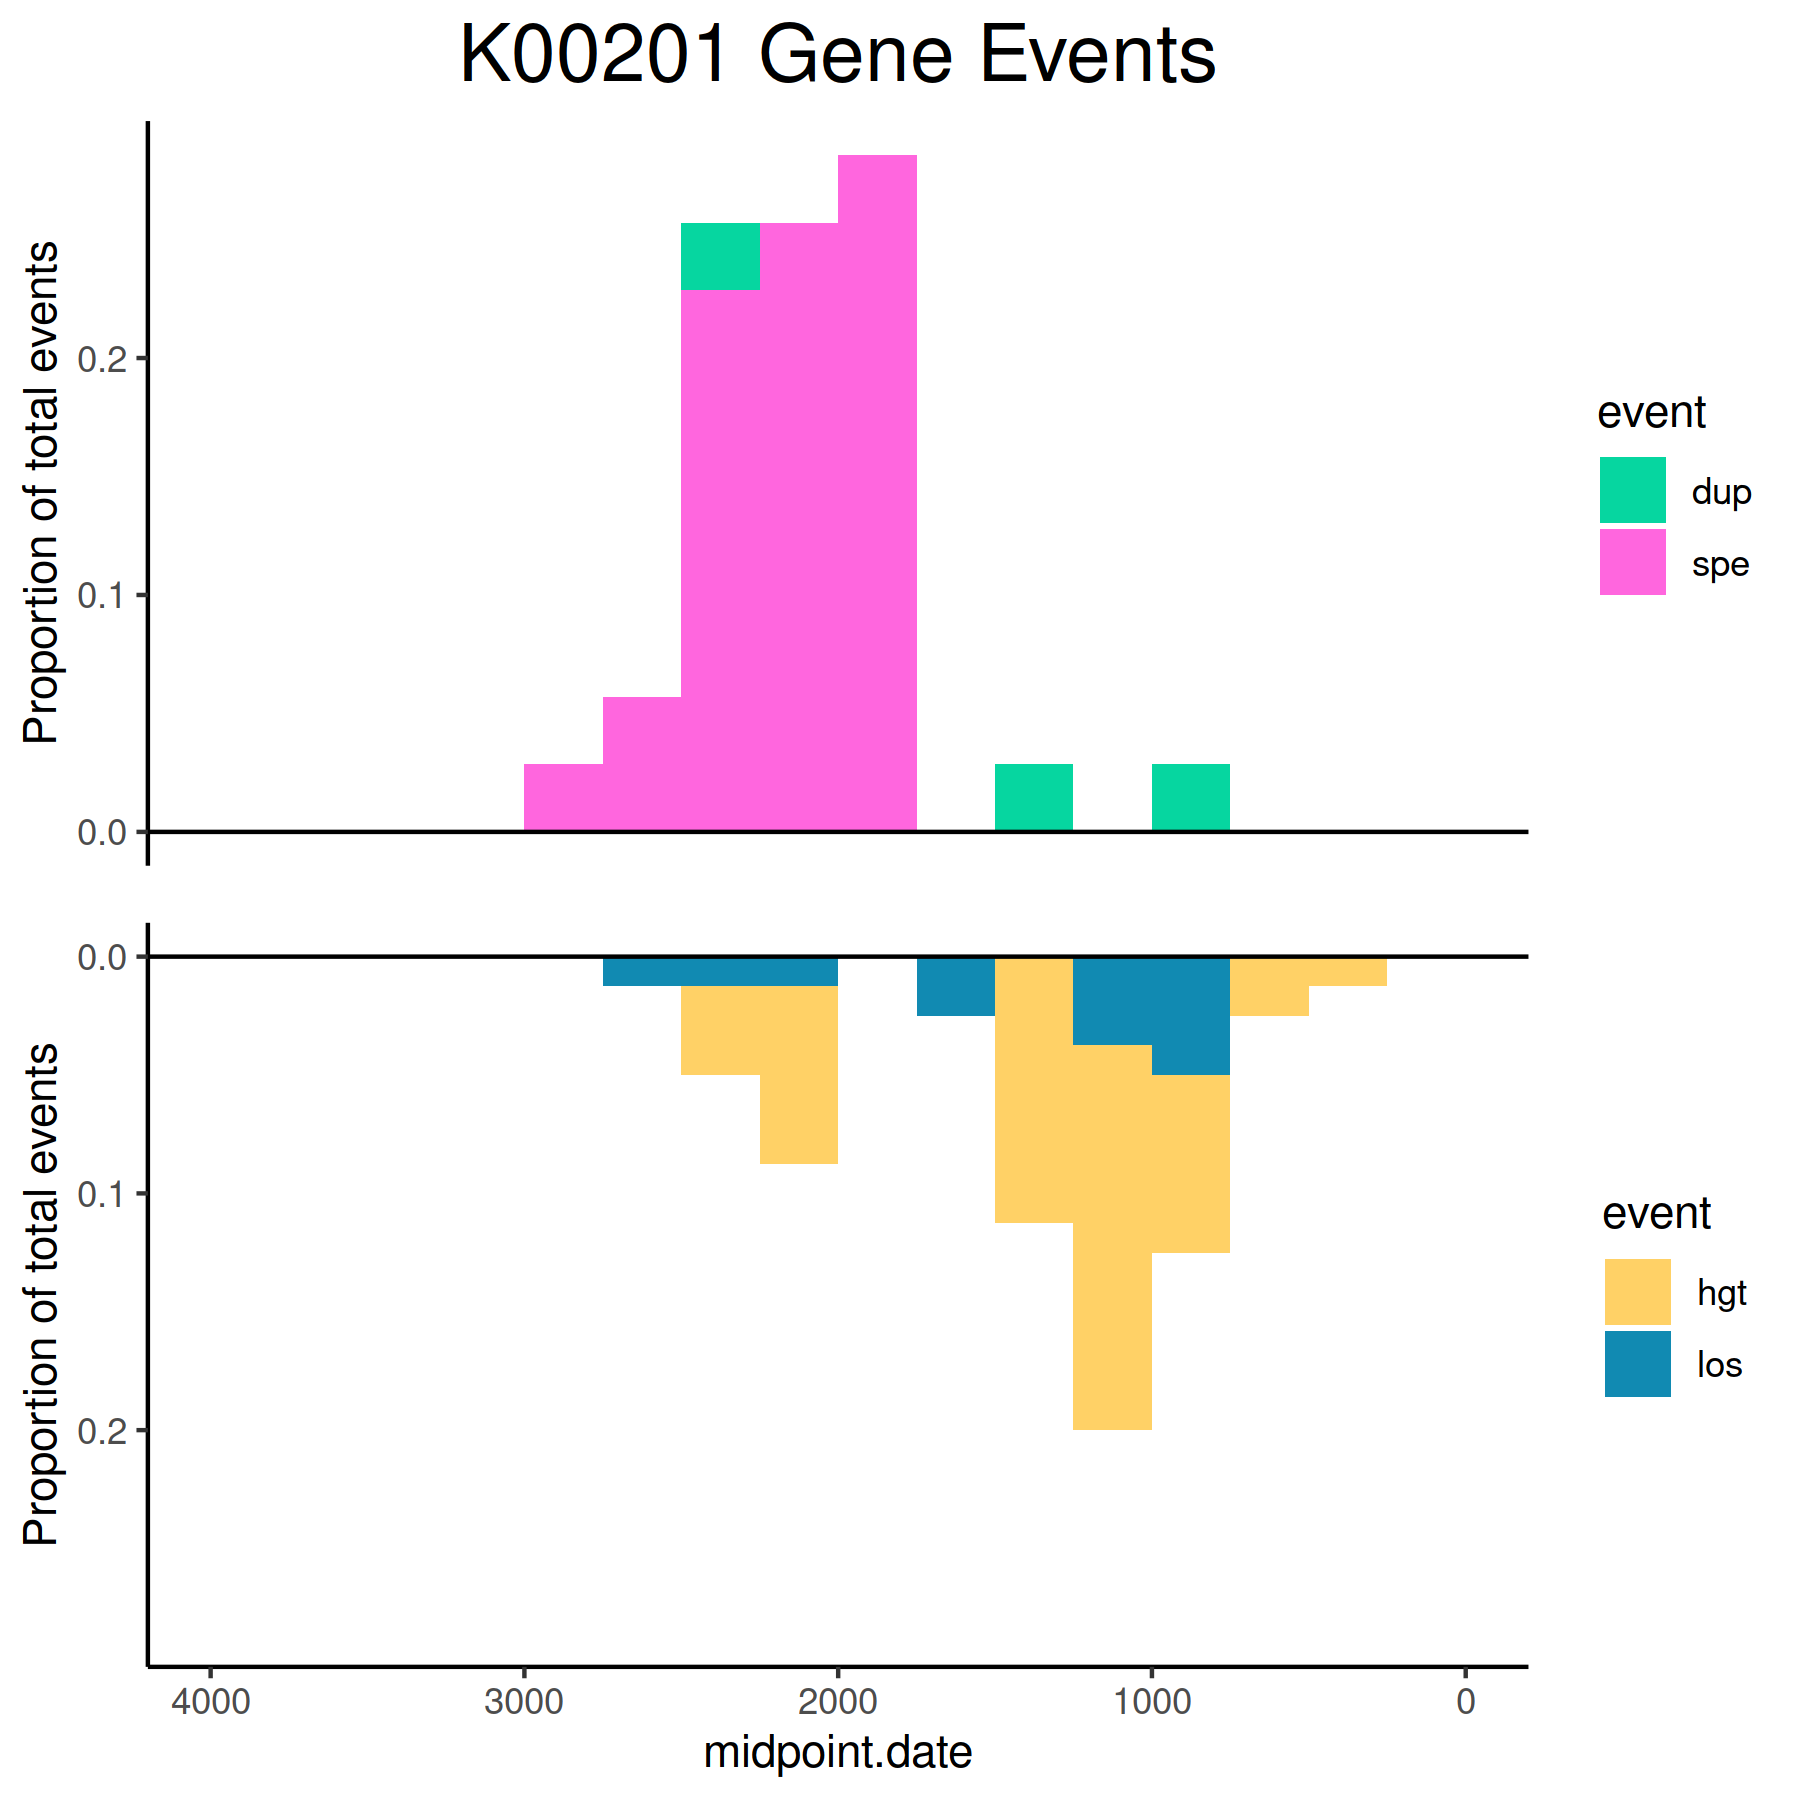 K00201 Gene Events
Proportion of total events
0.2
0.1
0.0
event
dup
spe
Proportion of total events
0.0
0.1
0.2
event
hgt
los
4000 3000 2000 1000 0
midpoint.date